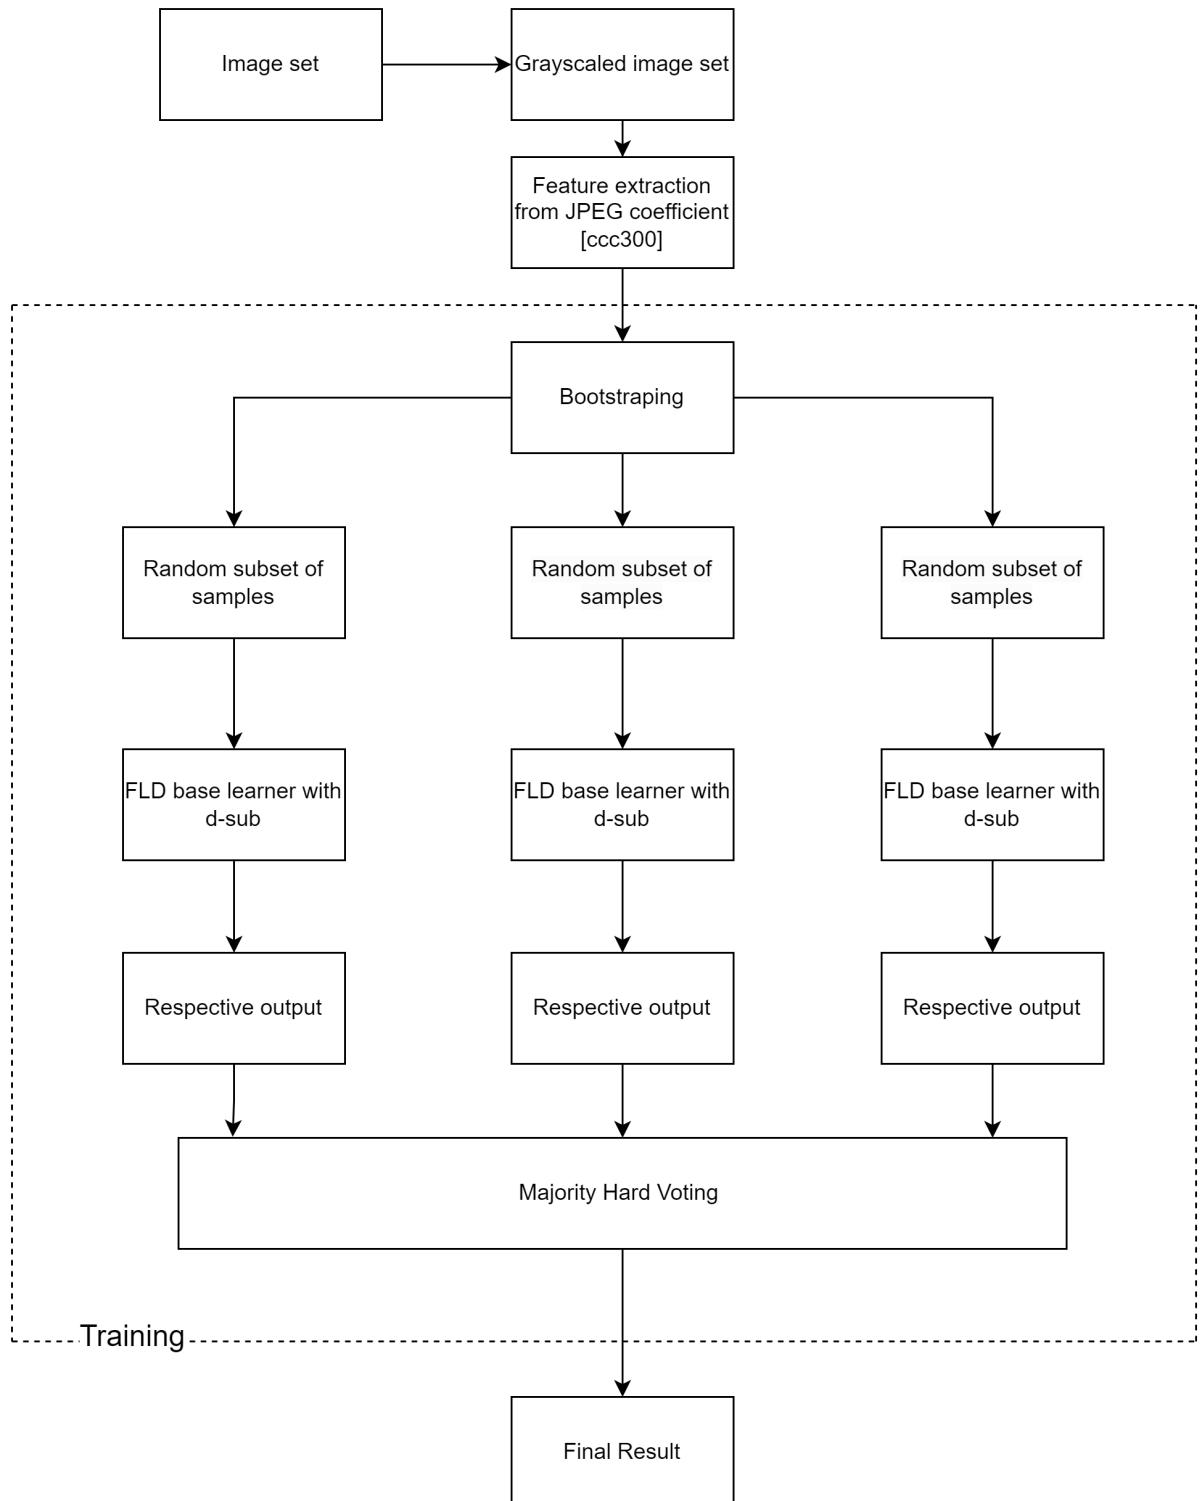 Image set
Grayscaled image set
Feature extraction
from JPEG coefficient
[ccc300]
Bootstraping
Random subset of
samples
Random subset of
samples
Random subset of
samples
FLD base learner with
d-sub
FLD base learner with
d-sub
FLD base learner with
d-sub
Respective output
Respective output
Respective output
Majority Hard Voting
Training
Final Result